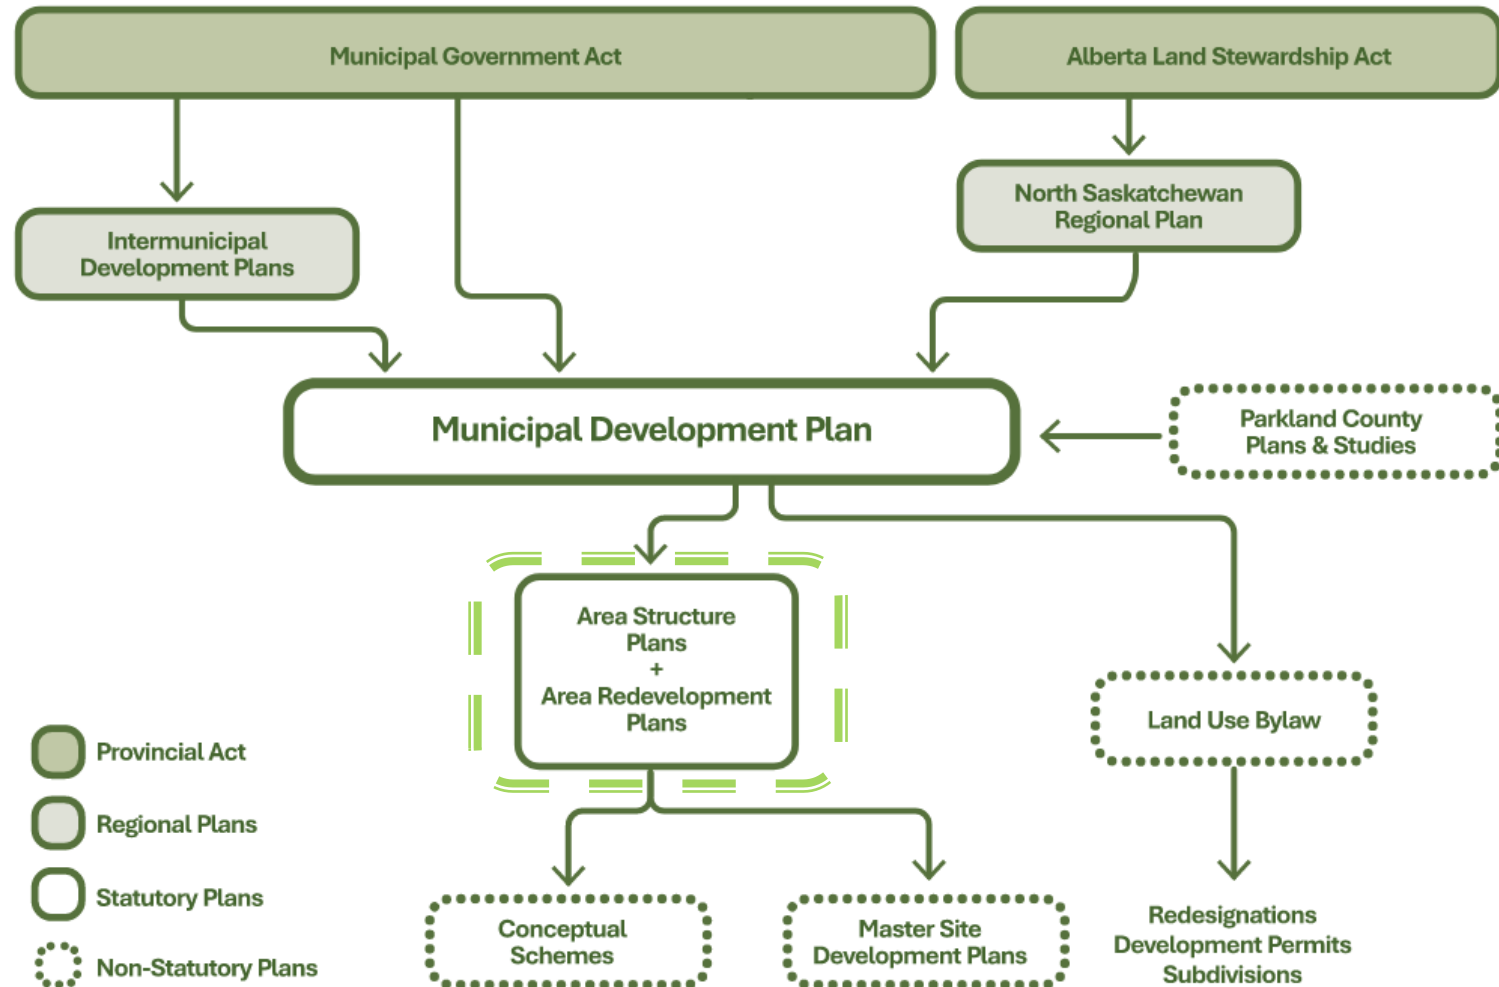 Municipal Government Act
Alberta Land Stewardship Act
North Saskatchewan
Regional Plan
Intermunicipal
Development Plans
Municipal Development Plan
Parkland County
Plans & Studies
Area Structure
Plans
+
Area Redevelopment
Plans
Land Use Bylaw
Provincial Act
Regional Plans
Statutory Plans
Non-Statutory Plans
Conceptual
Schemes
Master Site
Development Plans
Redesignations
Development Permits
Subdivisions